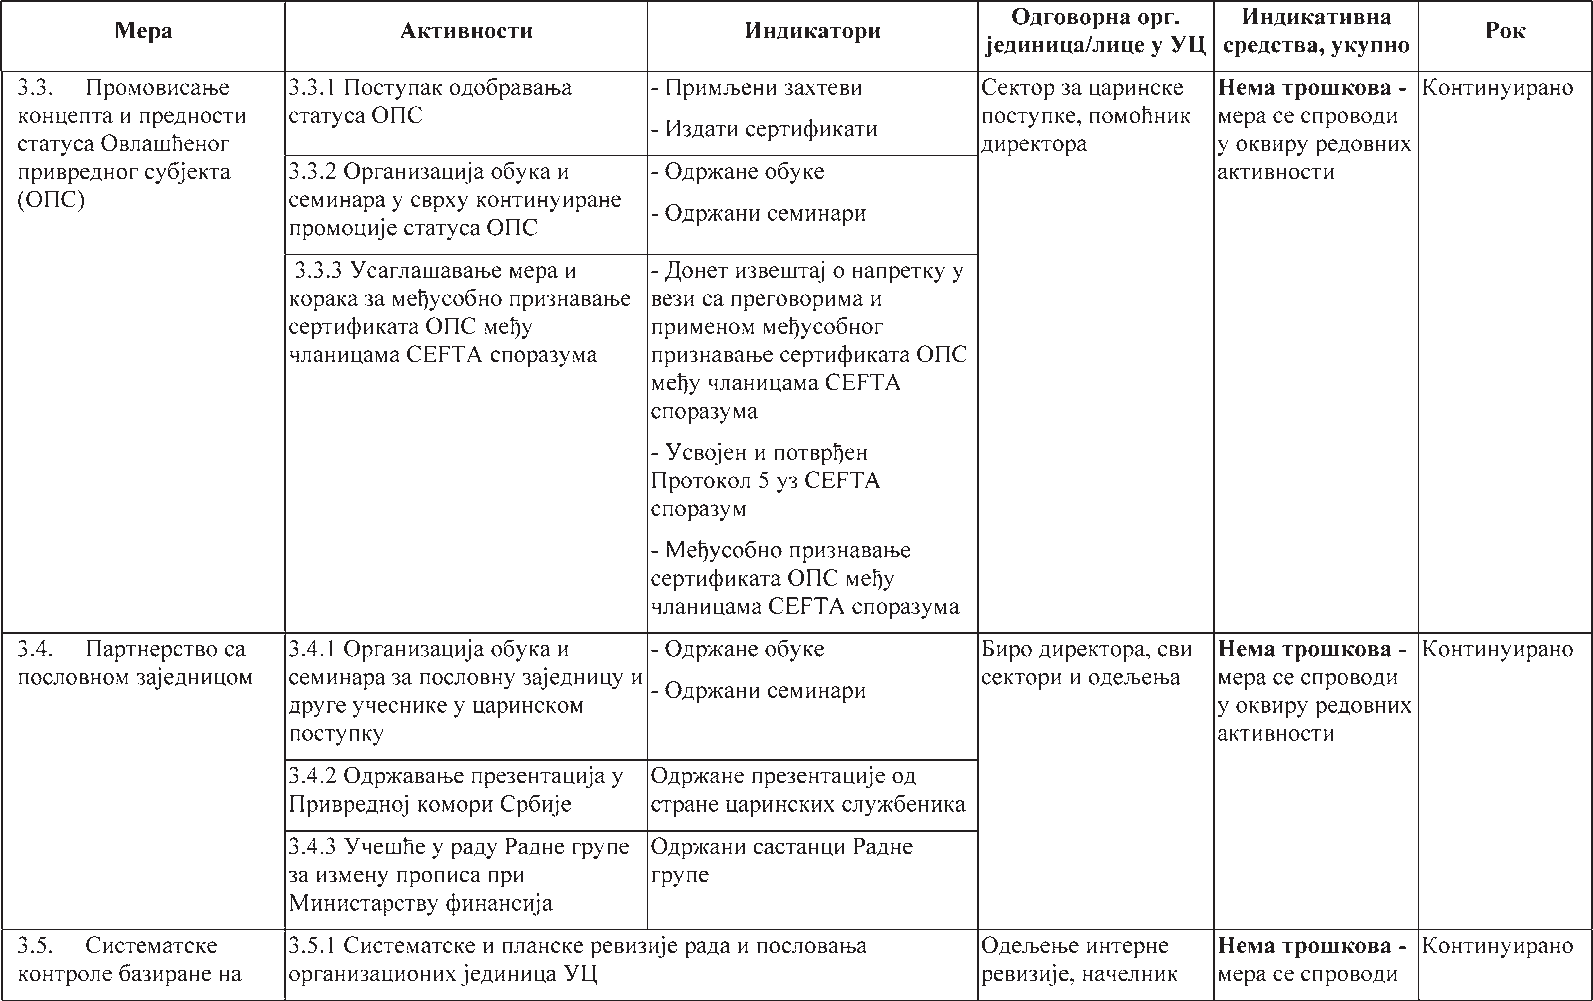 Мера
Активности
Индикатори
Одговорна орг.
јединица/лице у УЦ
Индикативна
средства, укупно
Рок
3.3. Промовисање
концепта и предности
статуса Овлашћеног
привредног субјекта
(ОПС)
3.3.1 Поступак одобравања
статуса ОПС
- Примљени захтеви
- Издати сертификати
Сектор за царинске
поступке, помоћник
директора
Нема трошкова -
мера се спроводи
у оквиру редовних
активности
Континуирано
3.3.2 Организација обука и
семинара у сврху континуиране
промоције статуса ОПС
- Одржане обуке
- Одржани семинари
3.3.3 Усаглашавање мера и
корака за међусобно признавање
сертификата ОПС међу
чланицама CEFTA споразума
- Донет извештај о напретку у
вези са преговорима и
применом међусобног
признавање сертификата ОПС
међу чланицама CEFTA
споразума
- Усвојен и потврђен
Протокол 5 уз CEFTA
споразум
- Међусобно признавање
сертификата ОПС међу
чланицама CEFTA споразума
3.4. Партнерство са
пословном заједницом
3.4.1 Организација обука и
семинара за пословну заједницу и
друге учеснике у царинском
поступку
- Одржане обуке
- Одржани семинари
Биро директора, сви
сектори и одељења
Нема трошкова -
мера се спроводи
у оквиру редовних
активности
Континуирано
3.4.2 Одржавање презентација у
Привредној комори Србије
Одржане презентације од
стране царинских службеника
3.4.3 Учешће у раду Радне групе
за измену прописа при
Министарству финансија
Одржани састанци Радне
групе
3.5. Систематске
контроле базиране на
3.5.1 Систематске и планске ревизије рада и пословања
организационих јединица УЦ
Одељење интерне
ревизије, начелник
Нема трошкова -
мера се спроводи
Континуирано